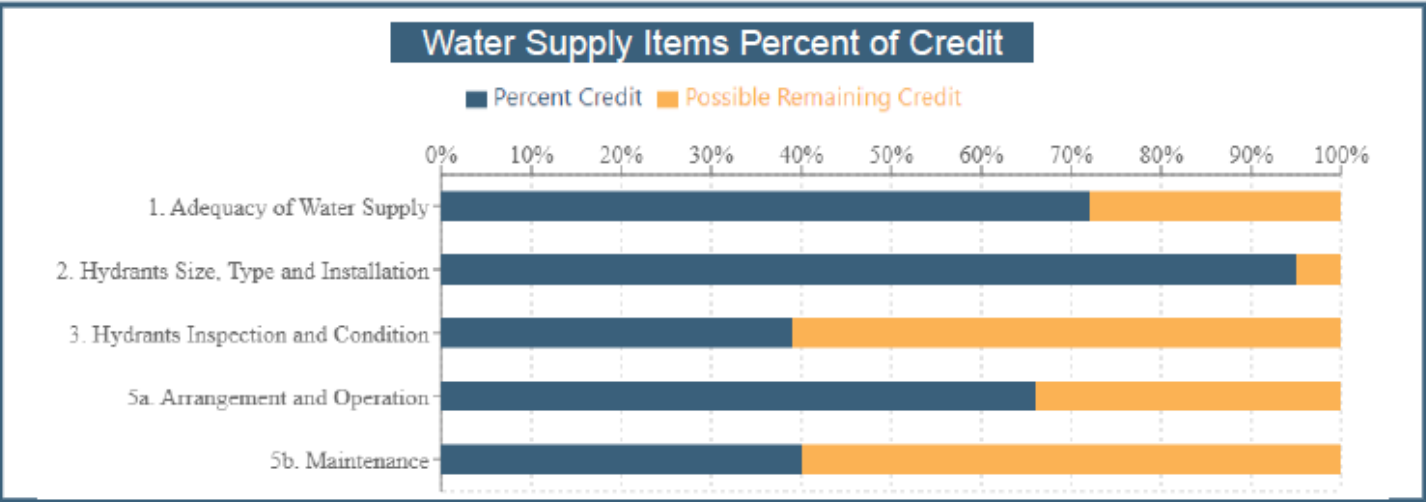 Water Supply Items Percent of Credit
Percent Credit Possible Remaining Credit
0% 10% 20% 30% 40% 50% 60% 70% 80% 90% 100%
1. Adequacy of Water Supply
2. Hydrants Size, Type and Installation
3. Hydrants Inspection and Condition
5a. Arrangement and Operation
5b. Maintenance